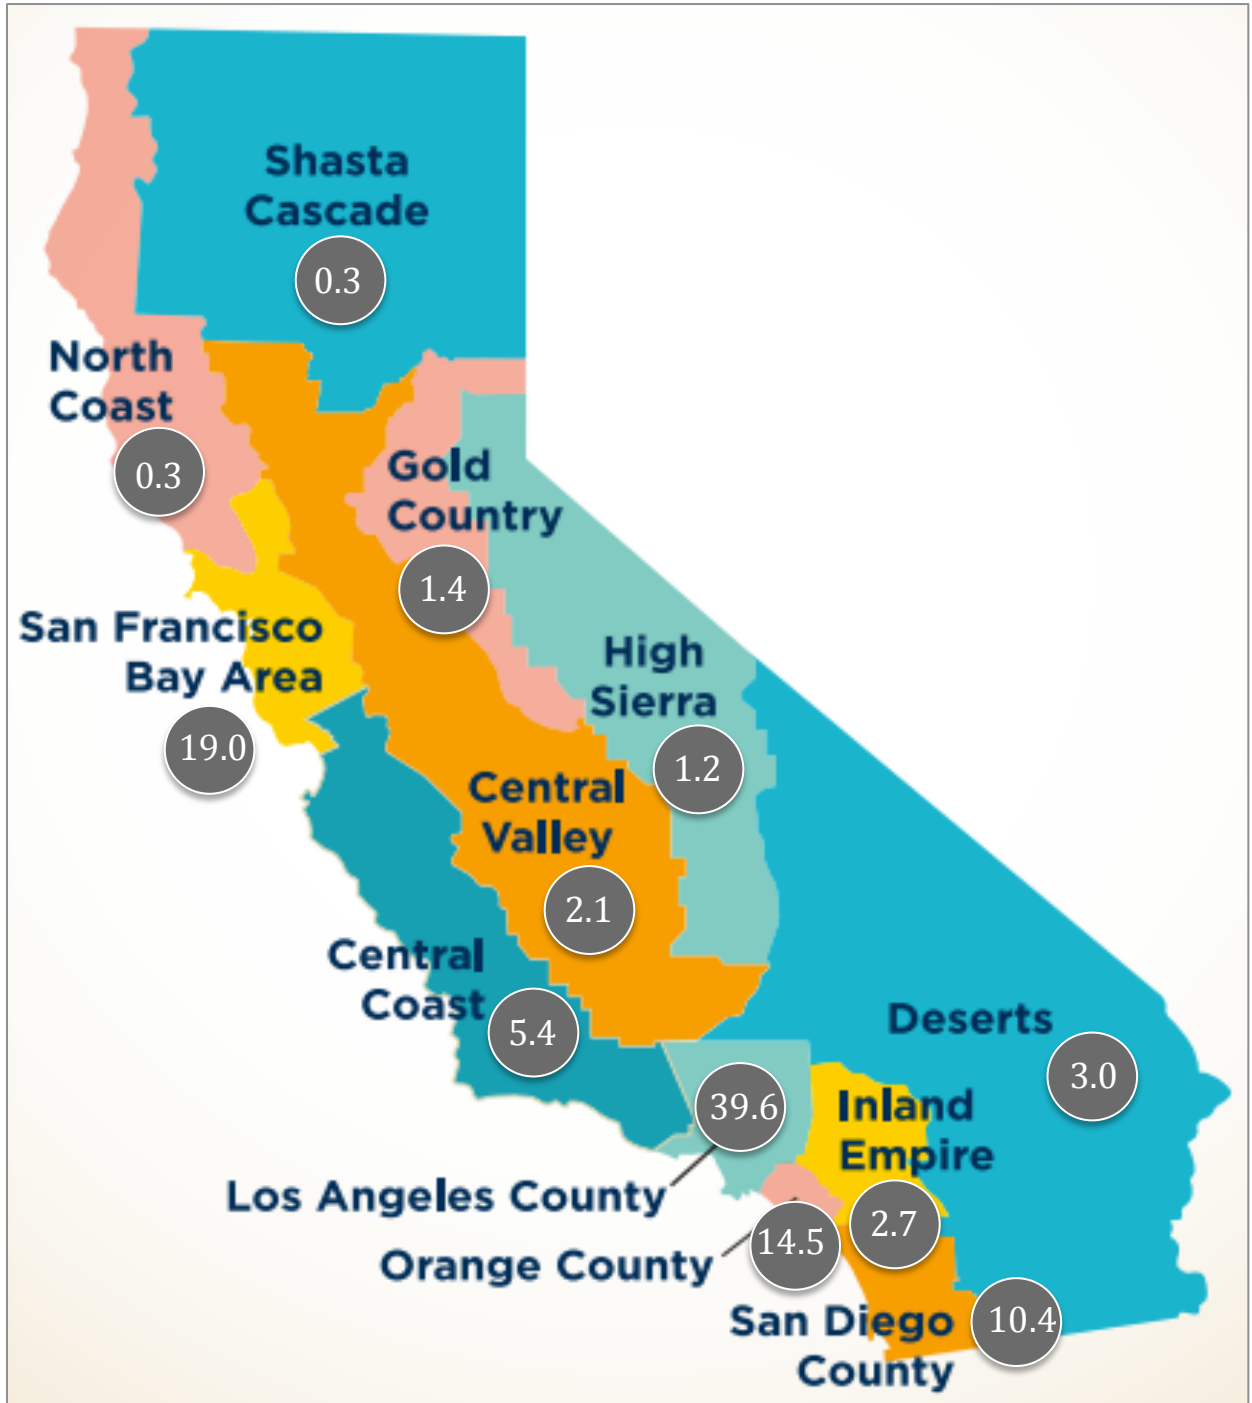 Shasta
Cascade
0.3
North
Coast
0.3
Gold
Country
1.4
San Francisco
Bay Area
19.0
High
Sierra
1.2
Central
Valley
2.1
Central
Coast
5.4
Deserts
3.0
39.6
Inland
Empire
2.7
Los Angeles County
Orange County
14.5
San Diego
County
10.4